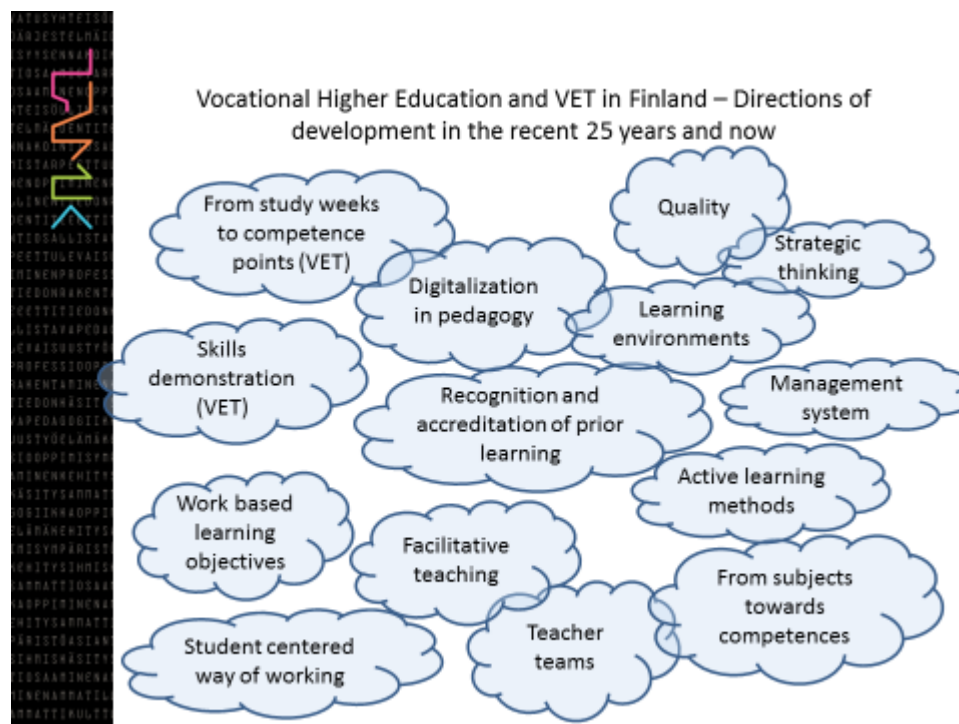 TAMK
Vocational Higher Education and VET in Finland – Directions of
development in the recent 25 years and now
From study weeks
to competence
points (VET)
Quality
Strategic
thinking
Digitalization
in pedagogy
Learning
environments
Skills
demonstration
(VET)
Recognition and
accreditation of prior
learning
Management
system
Active learning
methods
Work based
learning
objectives
Facilitative
teaching
From subjects
towards
competences
Student centered
way of working
Teacher
teams